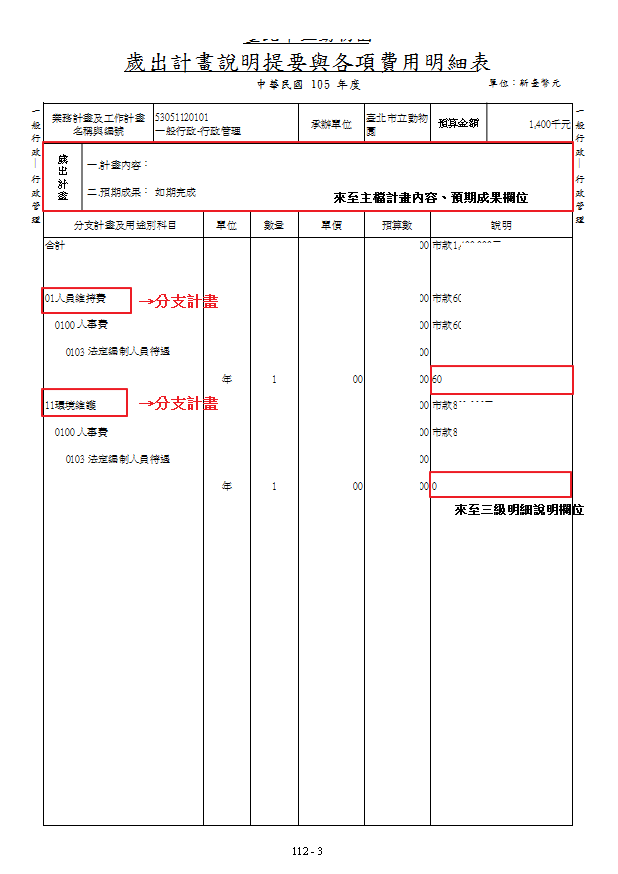 歲出計畫說明提要與各項費用明細表
中華民國 105 年度
單位：新臺幣元
一般行政—行政管理
業務計畫及工作計畫名稱與編號
53051120101
一般行政-行政管理
承辦單位
臺北市立動物園
預算金額
1,400千元
一般行政—行政管理
歲出計畫
一.計畫內容：
二.預期成果： 如期完成
來至主檔計畫內容、預期成果欄位
分支計畫及用途別科目 單位 數量 單價 預算數 說明
合計 00 市款1,
01人員維持費 →分支計畫 00 市款60
0100 人事費 00 市款60
0103 法定編制人員待遇 00
年 1 00 00 60
11環境維護 →分支計畫 00 市款8
0100 人事費 00 市款8
0103 法定編制人員待遇 00
年 1 00 00 0
來至三級明細說明欄位
112 - 3